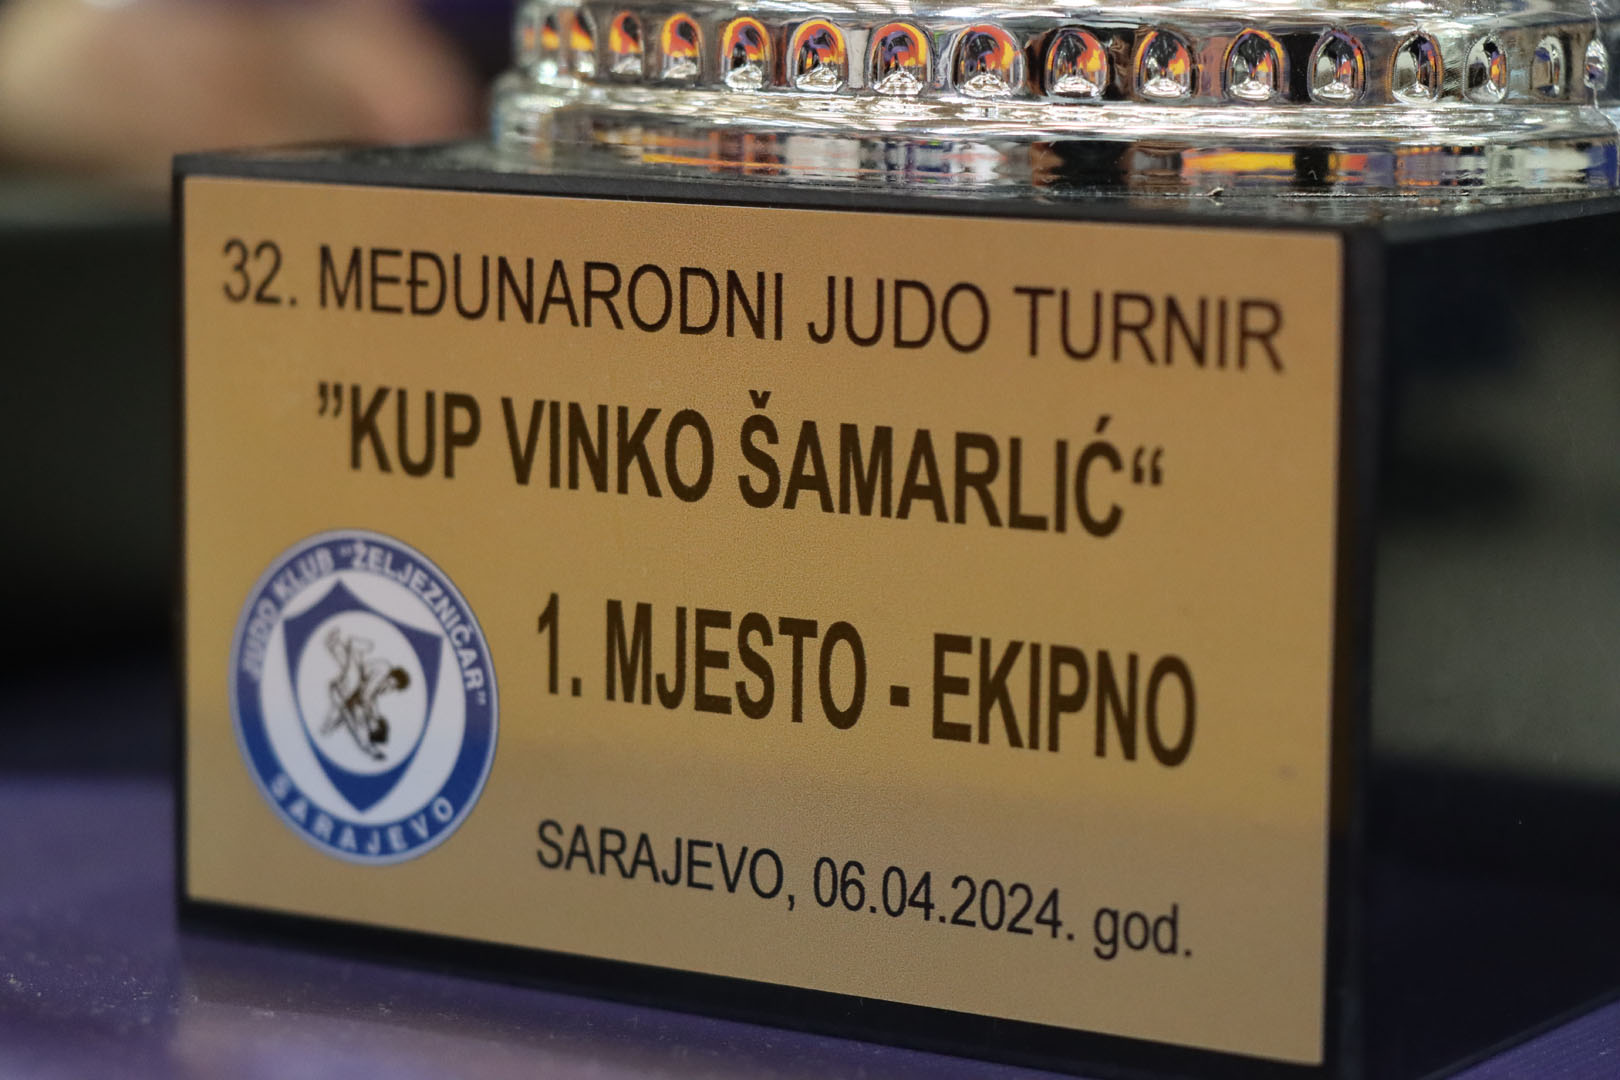 32. MEĐUNARODNI JUDO TURNIR
”KUP VINKO ŠAMARLIĆ“
1. MJESTO - EKIPNO
JUDO KLUB "ŽELJEZNIČAR"
SARAJEVO
SARAJEVO, 06.04.2024. god.